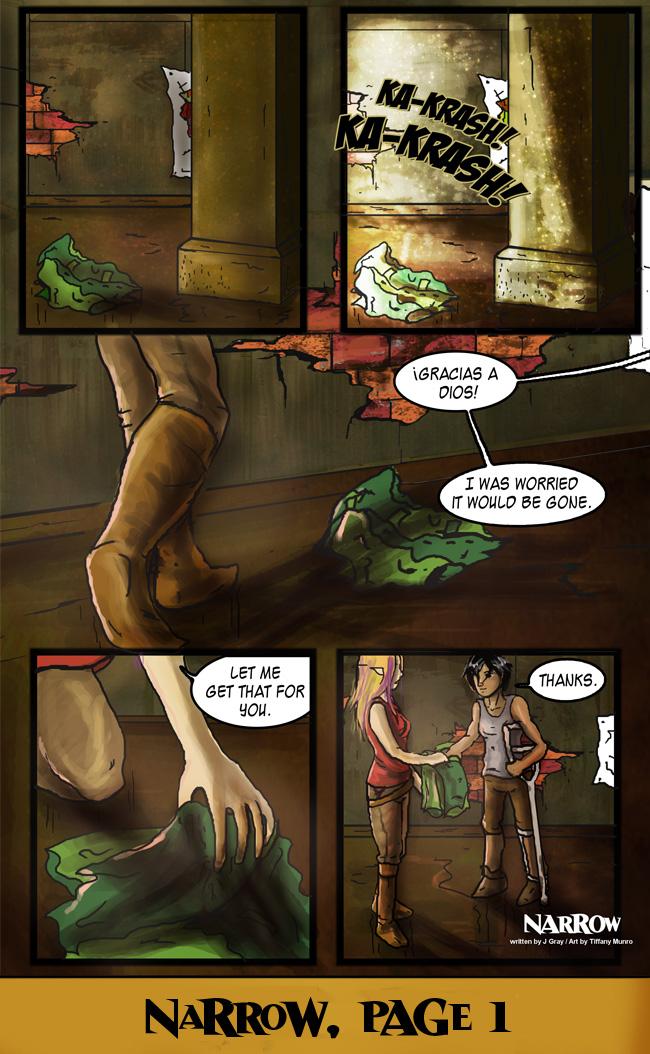 KA-KRASH!
KA-KRASH!
¡GRACIAS A
DIOS!
I WAS WORRIED
IT WOULD BE GONE.
LET ME
GET THAT FOR
YOU.
THANKS.
NARROW
written by J Gray / Art by Tiffany Munro
NARROW, PAGE 1